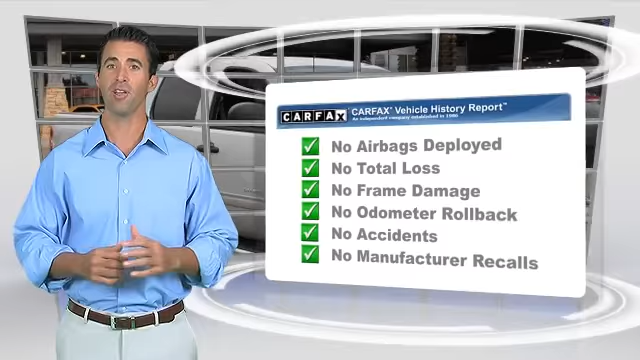 CARFAX CARFAX® Vehicle History Report™
An independent company established in 1986
No Airbags Deployed
No Total Loss
No Frame Damage
No Odometer Rollback
No Accidents
No Manufacturer Recalls